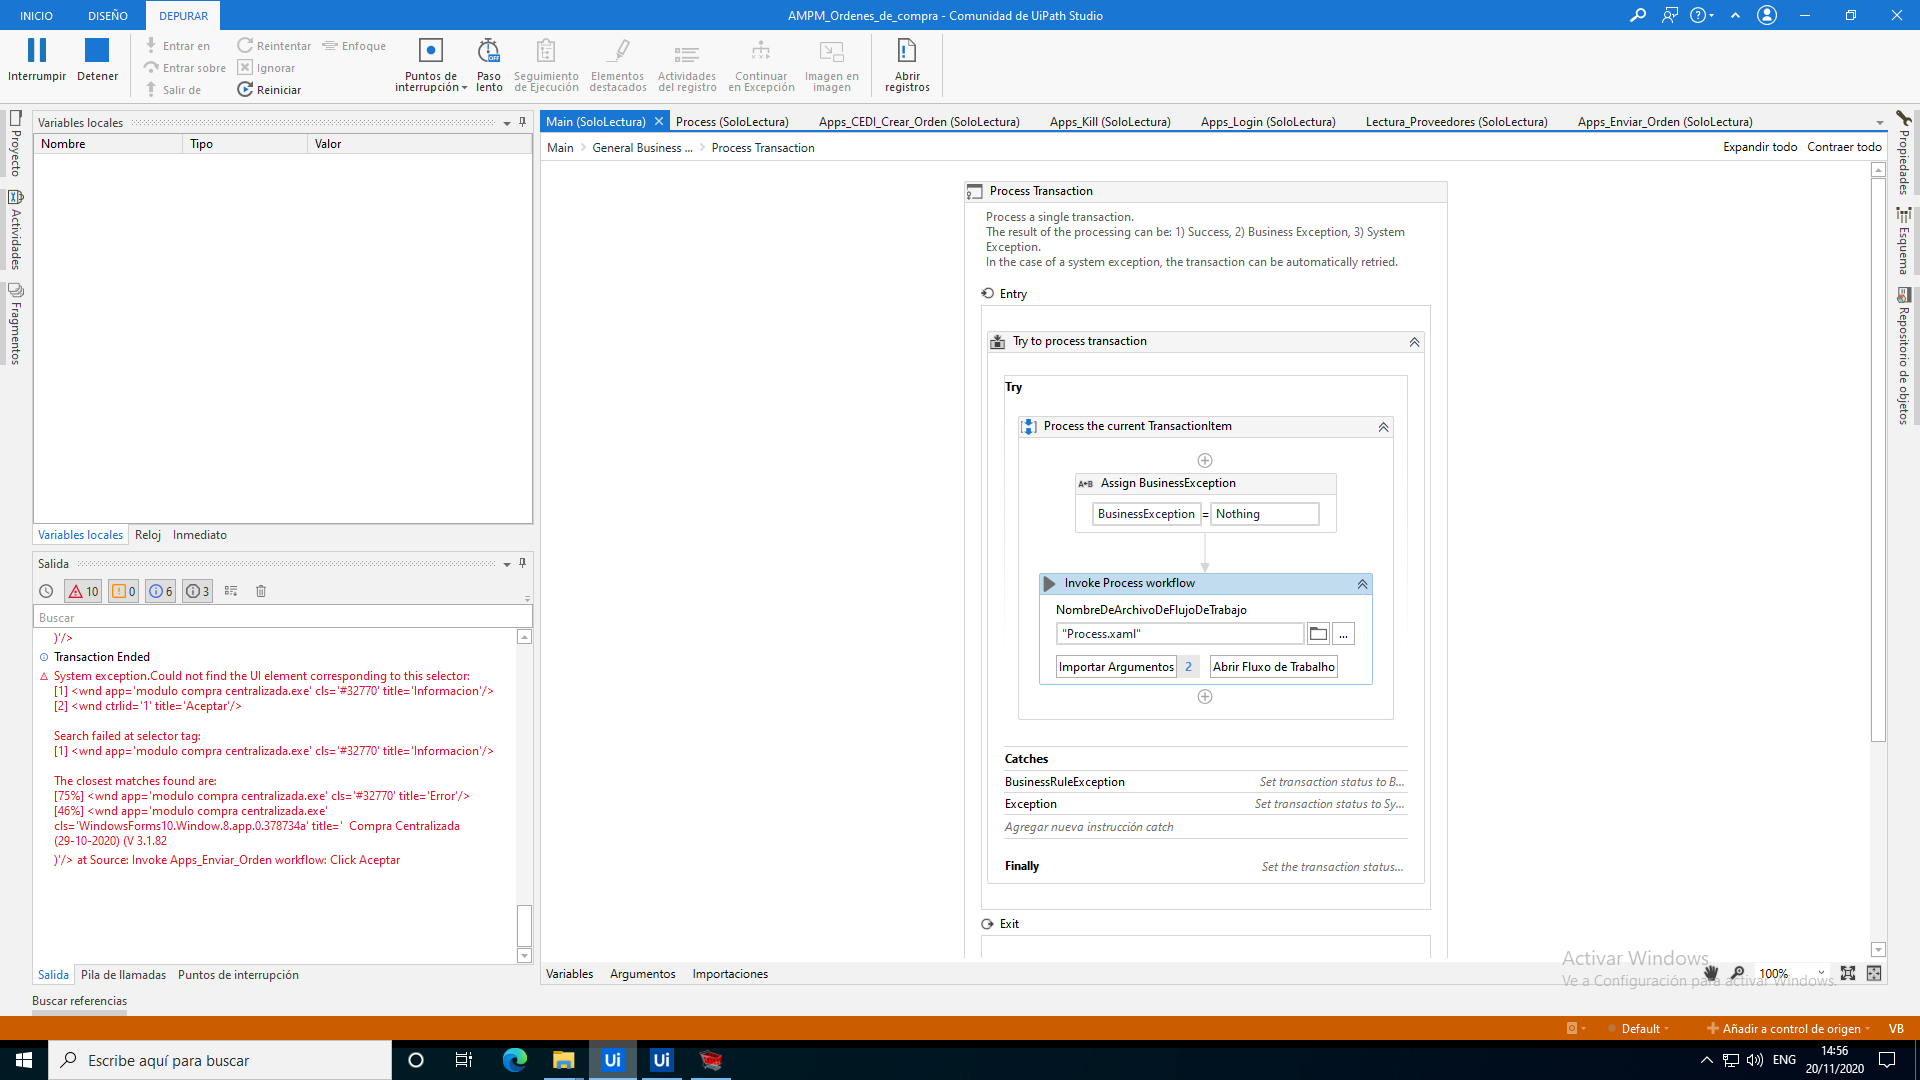 INICIO
DISEÑO
DEPURAR
AMPM_Ordenes_de_compra - Comunidad de UiPath Studio
Interrumpir
Detener
Entrar en
Entrar sobre
Salir de
Reintentar
Ignorar
Reiniciar
Enfoque
Puntos de
interrupción
Paso
lento
Seguimiento
de Ejecución
Elementos
destacados
Actividades
del registro
Continuar
en Excepción
Imagen en
imagen
Abrir
registros
Proyecto
Actividades
Fragmentos
Variables locales
Nombre
Tipo
Valor
Variables locales
Reloj
Inmediato
Salida
10
0
6
3
Buscar
)'/>
Transaction Ended
System exception.Could not find the UI element corresponding to this selector:
[1] <wnd app='modulo compra centralizada.exe' cls='#32770' title='Informacion'/>
[2] <wnd ctrlid='1' title='Aceptar'/>
Search failed at selector tag:
[1] <wnd app='modulo compra centralizada.exe' cls='#32770' title='Informacion'/>
The closest matches found are:
[75%] <wnd app='modulo compra centralizada.exe' cls='#32770' title='Error'/>
[46%] <wnd app='modulo compra centralizada.exe'
cls='WindowsForms10.Window.8.app.0.378734a' title='  Compra Centralizada
(29-10-2020) (V 3.1.82
)'/> at Source: Invoke Apps_Enviar_Orden workflow: Click Aceptar
Salida
Pila de llamadas
Puntos de interrupción
Buscar referencias
Main (SoloLectura)
Process (SoloLectura)
Apps_CEDI_Crear_Orden (SoloLectura)
Apps_Kill (SoloLectura)
Apps_Login (SoloLectura)
Lectura_Proveedores (SoloLectura)
Apps_Enviar_Orden (SoloLectura)
Main > General Business ... > Process Transaction
Expandir todo
Contraer todo
Process Transaction
Process a single transaction.
The result of the processing can be: 1) Success, 2) Business Exception, 3) System
Exception.
In the case of a system exception, the transaction can be automatically retried.
Entry
Try to process transaction
Try
Process the current TransactionItem
A+B Assign BusinessException
BusinessException = Nothing
Invoke Process workflow
NombreDeArchivoDeFlujoDeTrabajo
"Process.xaml"
...
Importar Argumentos 2
Abrir Fluxo de Trabalho
Catches
BusinessRuleException
Set transaction status to B...
Exception
Set transaction status to Sy...
Agregar nueva instrucción catch
Finally
Set the transaction status...
Exit
Variables
Argumentos
Importaciones
100%
Activar Windows
Ve a Configuración para activar Windows.
Propiedades
Esquema
Repositorio de objetos
Default
Añadir a control de origen
VB
Escribe aquí para buscar
Ui
Ui
ENG
14:56
20/11/2020